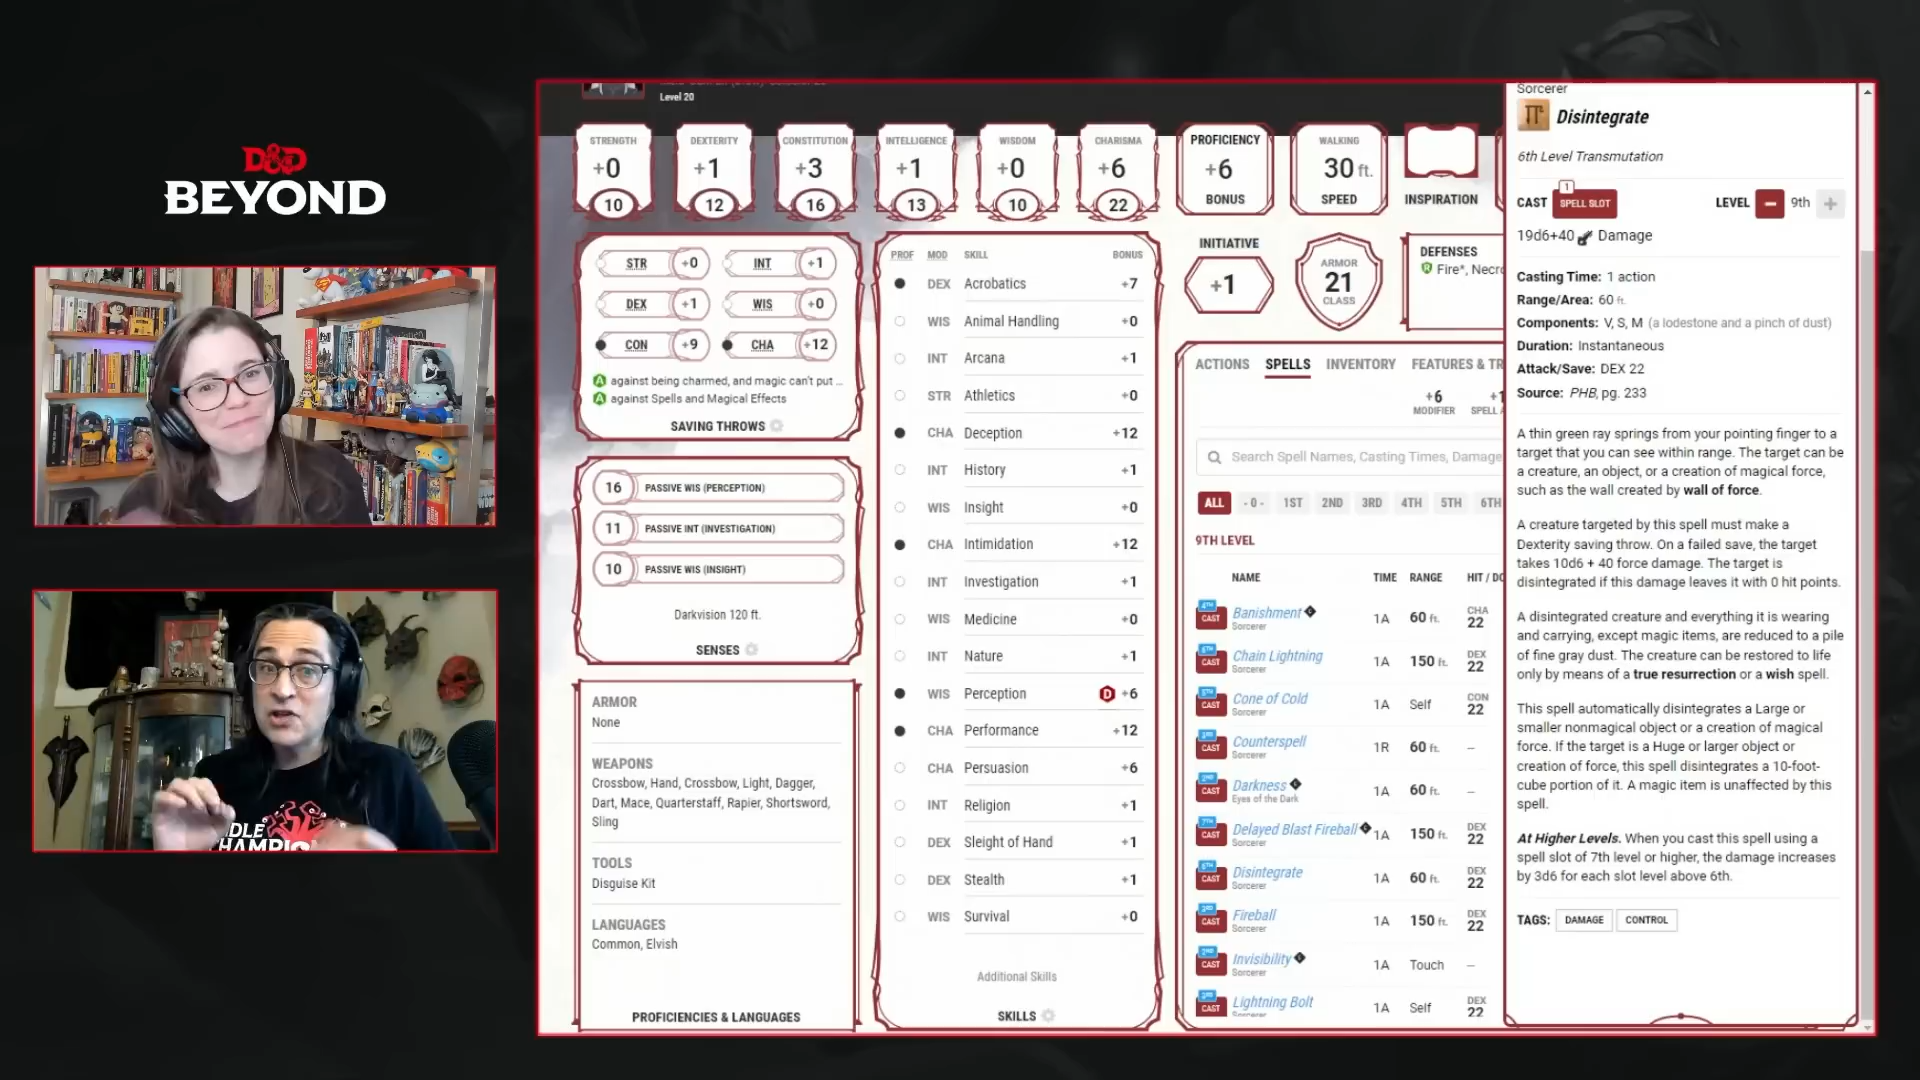 D&D
BEYOND
IDLE
CHAMPIONS
Level 20
STRENGTH
+0
10
DEXTERITY
+1
12
CONSTITUTION
+3
16
INTELLIGENCE
+1
13
WISDOM
+0
10
CHARISMA
+6
22
PROFICIENCY
+6
BONUS
WALKING
30 ft.
SPEED
INSPIRATION
STR +0
INT +1
DEX +1
WIS +0
CON +9
CHA +12
against being charmed, and magic can't put ...
against Spells and Magical Effects
SAVING THROWS
16 PASSIVE WIS (PERCEPTION)
11 PASSIVE INT (INVESTIGATION)
10 PASSIVE WIS (INSIGHT)
Darkvision 120 ft.
SENSES
ARMOR
None
WEAPONS
Crossbow, Hand, Crossbow, Light, Dagger,
Dart, Mace, Quarterstaff, Rapier, Shortsword,
Sling
TOOLS
Disguise Kit
LANGUAGES
Common, Elvish
PROFICIENCIES & LANGUAGES
PROF MOD SKILL BONUS
DEX Acrobatics +7
WIS Animal Handling +0
INT Arcana +1
STR Athletics +0
CHA Deception +12
INT History +1
WIS Insight +0
CHA Intimidation +12
INT Investigation +1
WIS Medicine +0
INT Nature +1
WIS Perception D +6
CHA Performance +12
CHA Persuasion +6
INT Religion +1
DEX Sleight of Hand +1
DEX Stealth +1
WIS Survival +0
Additional Skills
SKILLS
INITIATIVE
+1
ARMOR
21
CLASS
DEFENSES
R Fire*, Necro
ACTIONS SPELLS INVENTORY FEATURES & TR
+6
MODIFIER
SPELL A
Search Spell Names, Casting Times, Damage
ALL - 0 - 1ST 2ND 3RD 4TH 5TH 6TH
9TH LEVEL
NAME TIME RANGE HIT / DC
4TH CAST Banishment 1A 60 ft. CHA 22
Sorcerer
6TH CAST Chain Lightning 1A 150 ft. DEX 22
Sorcerer
5TH CAST Cone of Cold 1A Self CON 22
Sorcerer
3RD CAST Counterspell 1R 60 ft. --
Sorcerer
2ND CAST Darkness 1A 60 ft. --
Eyes of the Dark
7TH CAST Delayed Blast Fireball 1A 150 ft. DEX 22
Sorcerer
6TH CAST Disintegrate 1A 60 ft. DEX 22
Sorcerer
3RD CAST Fireball 1A 150 ft. DEX 22
Sorcerer
2ND CAST Invisibility 1A Touch --
Sorcerer
3RD CAST Lightning Bolt 1A Self DEX 22
Sorcerer
Sorcerer
Disintegrate
6th Level Transmutation
CAST 1 SPELL SLOT LEVEL - 9th +
19d6+40 Damage
Casting Time: 1 action
Range/Area: 60 ft.
Components: V, S, M (a lodestone and a pinch of dust)
Duration: Instantaneous
Attack/Save: DEX 22
Source: PHB, pg. 233
A thin green ray springs from your pointing finger to a
target that you can see within range. The target can be
a creature, an object, or a creation of magical force,
such as the wall created by wall of force.
A creature targeted by this spell must make a
Dexterity saving throw. On a failed save, the target
takes 10d6 + 40 force damage. The target is
disintegrated if this damage leaves it with 0 hit points.
A disintegrated creature and everything it is wearing
and carrying, except magic items, are reduced to a pile
of fine gray dust. The creature can be restored to life
only by means of a true resurrection or a wish spell.
This spell automatically disintegrates a Large or
smaller nonmagical object or a creation of magical
force. If the target is a Huge or larger object or
creation of force, this spell disintegrates a 10-foot-
cube portion of it. A magic item is unaffected by this
spell.
At Higher Levels. When you cast this spell using a
spell slot of 7th level or higher, the damage increases
by 3d6 for each slot level above 6th.
TAGS: DAMAGE CONTROL